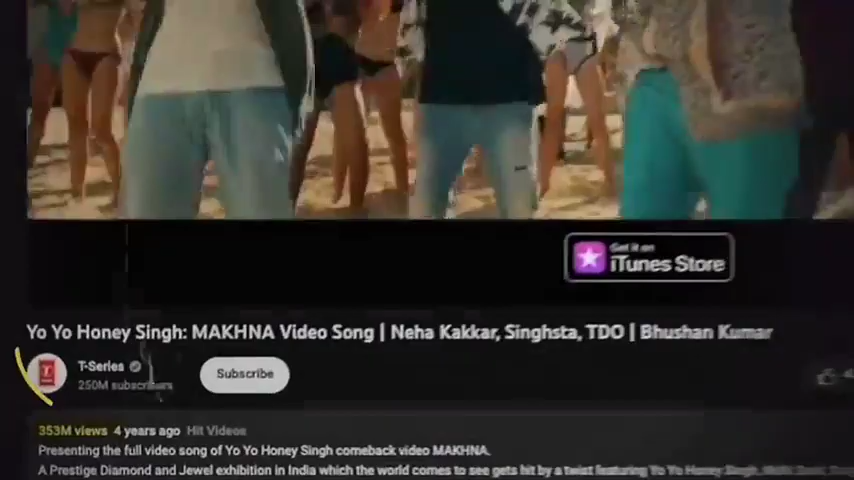 Get it on
iTunes Store
Yo Yo Honey Singh: MAKHNA Video Song | Neha Kakkar, Singhsta, TDO | Bhushan Kumar
T-Series
250M subscribers
Subscribe
353M views 4 years ago Hit Videos
Presenting the full video song of Yo Yo Honey Singh comeback video MAKHNA.
A Prestige Diamond and Jewel exhibition in India which the world comes to see gets hit by a twist featuring Yo Yo Honey Singh,